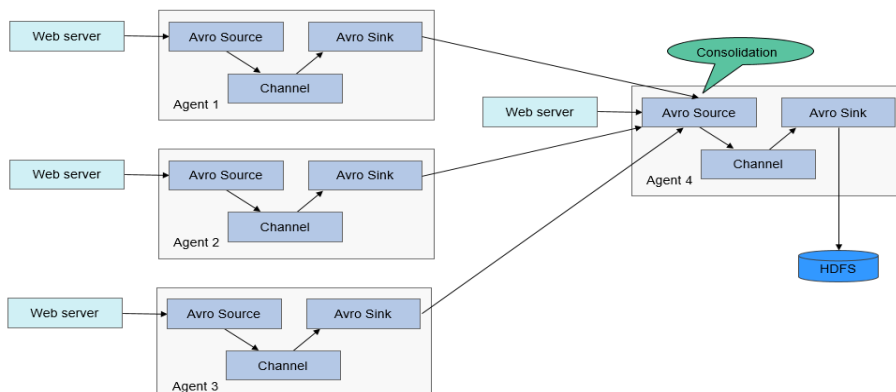 Web server
Avro Source
Avro Sink
Channel
Agent 1
Consolidation
Web server
Avro Source
Avro Sink
Channel
Agent 4
Web server
Avro Source
Avro Sink
Channel
Agent 2
HDFS
Web server
Avro Source
Avro Sink
Channel
Agent 3